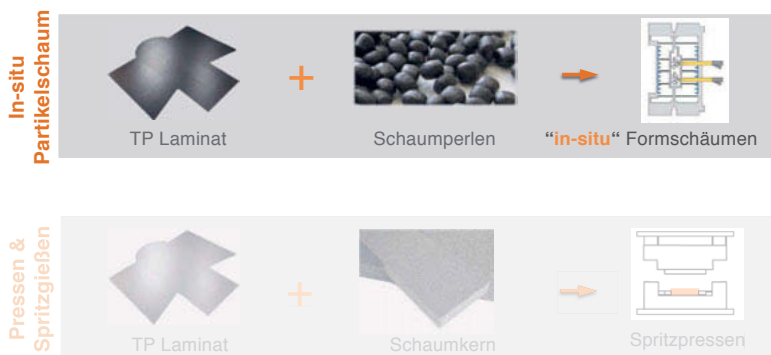 In-situ
Partikelschaum
+
TP Laminat
Schaumperlen
“in-situ“ Formschäumen
Pressen &
Spritzgießen
+
TP Laminat
Schaumkern
Spritzpressen